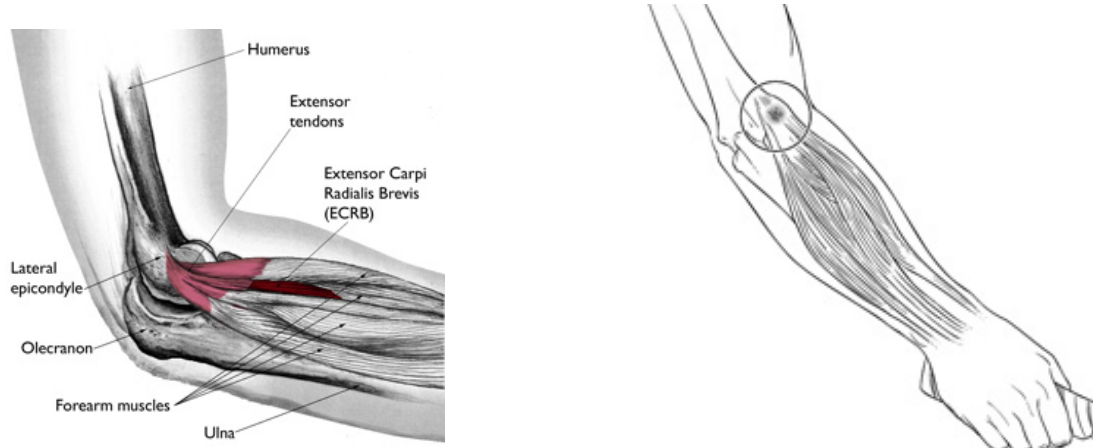 Humerus
Extensor
tendons
Extensor Carpi
Radialis Brevis
(ECRB)
Lateral
epicondyle
Olecranon
Forearm muscles
Ulna